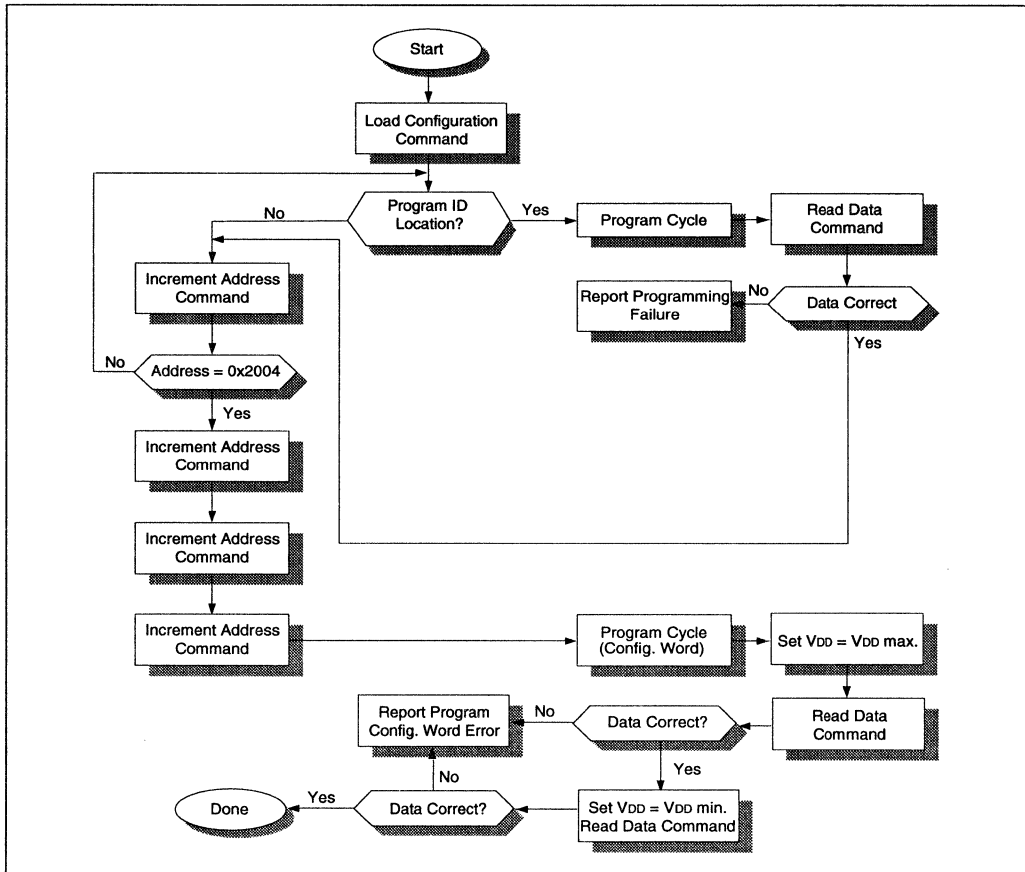 Start
Load Configuration
Command
Program ID
Location?
No
Yes
Program Cycle
Read Data
Command
Increment Address
Command
Report Programming
Failure
No
Data Correct
Yes
No
Address = 0x2004
Yes
Increment Address
Command
Increment Address
Command
Increment Address
Command
Program Cycle
(Config. Word)
Set VDD = VDD max.
Report Program
Config. Word Error
No
Data Correct?
Read Data
Command
Yes
No
Done
Yes
Data Correct?
Set VDD = VDD min.
Read Data Command